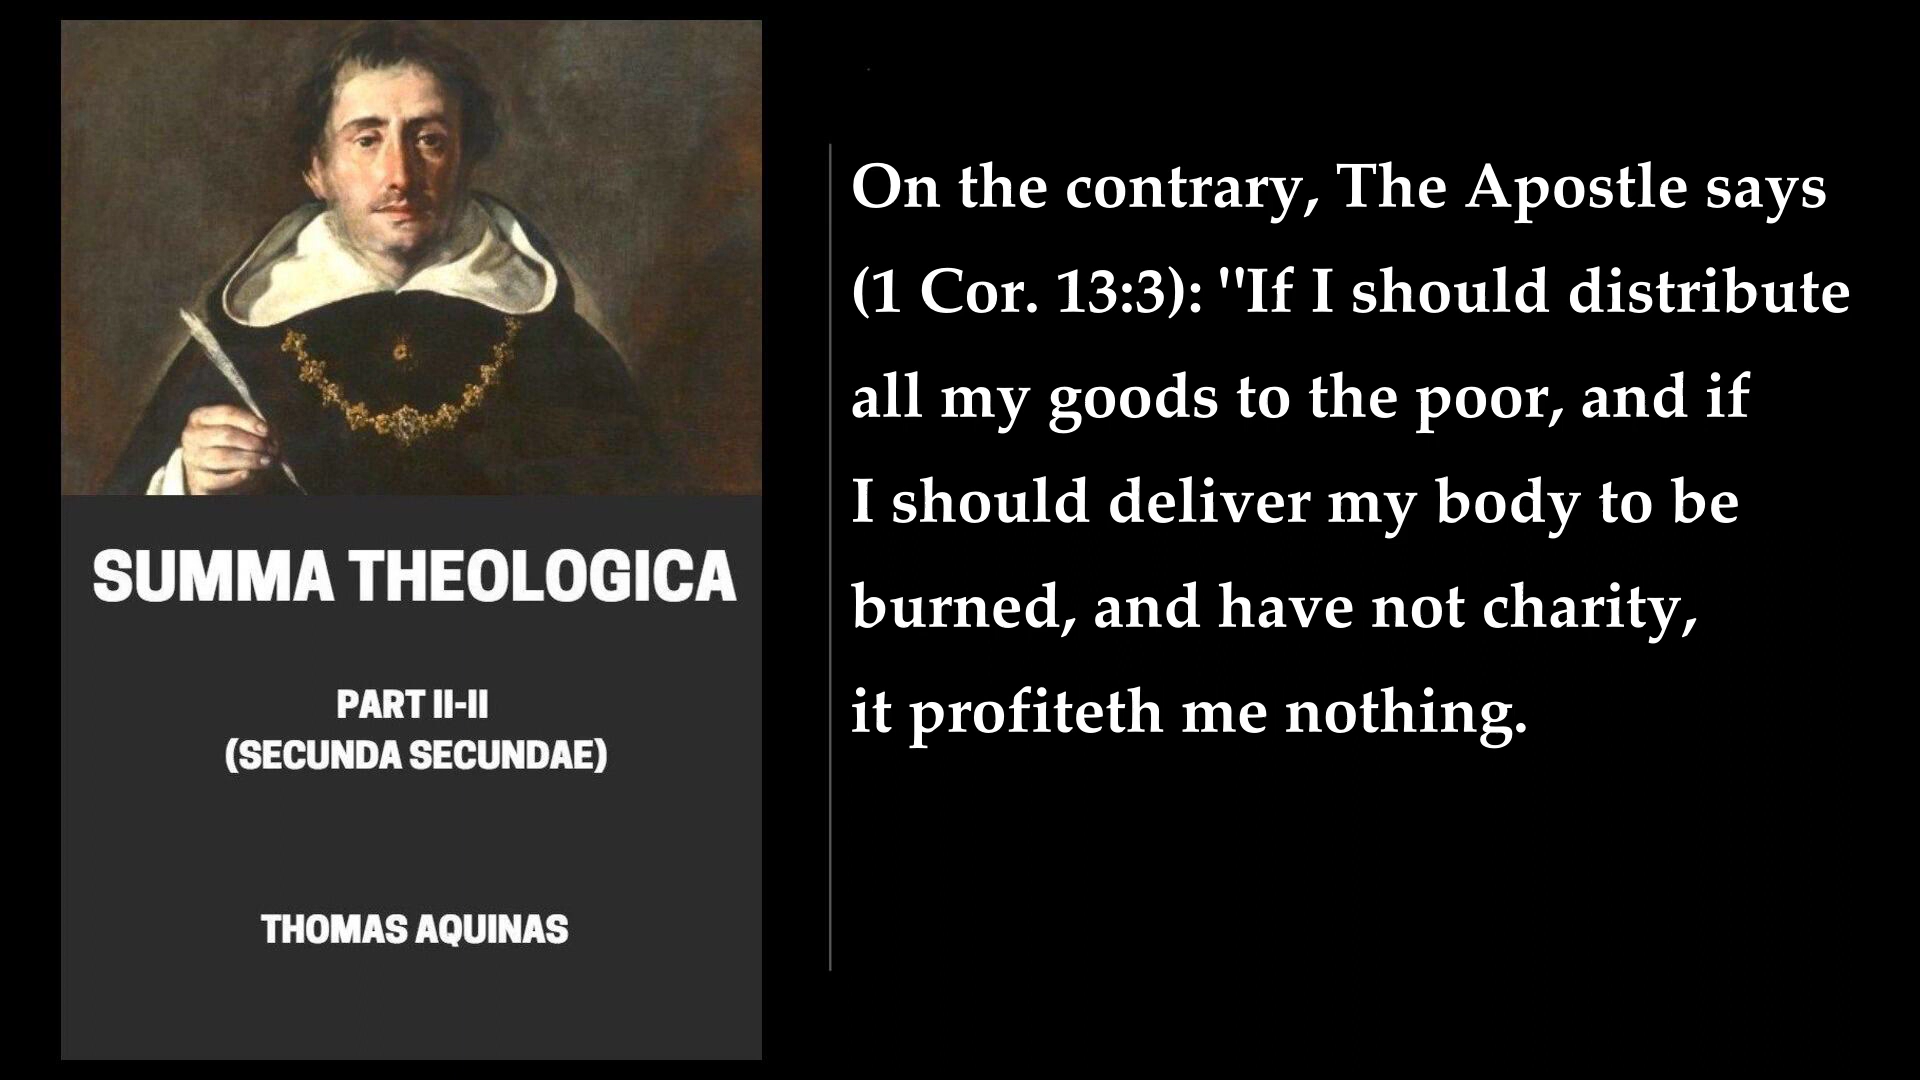 SUMMA THEOLOGICA
PART II-II
(SECUNDA SECUNDAE)
THOMAS AQUINAS
On the contrary, The Apostle says
(1 Cor. 13:3): "If I should distribute
all my goods to the poor, and if
I should deliver my body to be
burned, and have not charity,
it profiteth me nothing.